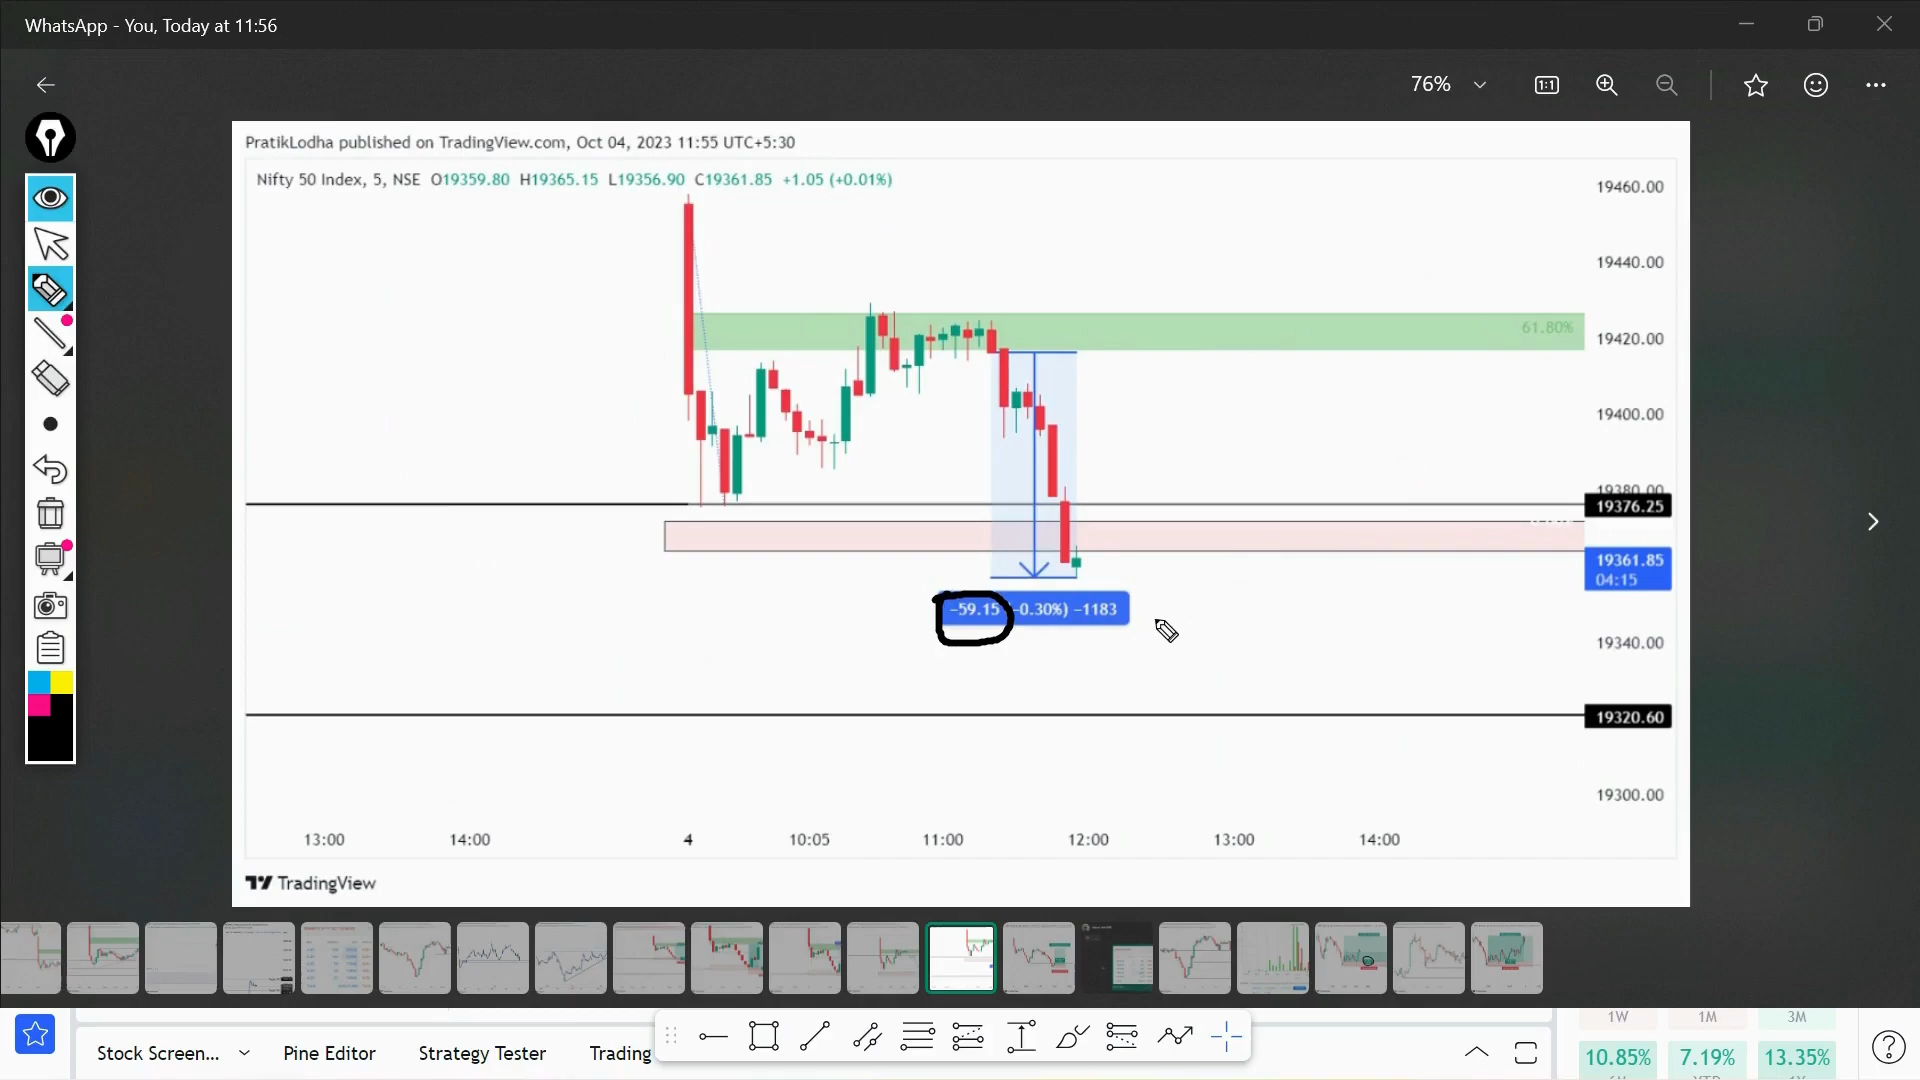 WhatsApp - You, Today at 11:56
76%
1:1
PratikLodha published on TradingView.com, Oct 04, 2023 11:55 UTC+5:30
Nifty 50 Index, 5, NSE O19359.80 H19365.15 L19356.90 C19361.85 +1.05 (+0.01%)
19460.00
19440.00
61.80%
19420.00
19400.00
19380.00
19376.25
19361.85
04:15
-59.15 -0.30%) -1183
19340.00
19320.60
19300.00
13:00 14:00 4 10:05 11:00 12:00 13:00 14:00
TradingView
1W 1M 3M
Stock Screen... Pine Editor Strategy Tester Trading
10.85% 7.19% 13.35%